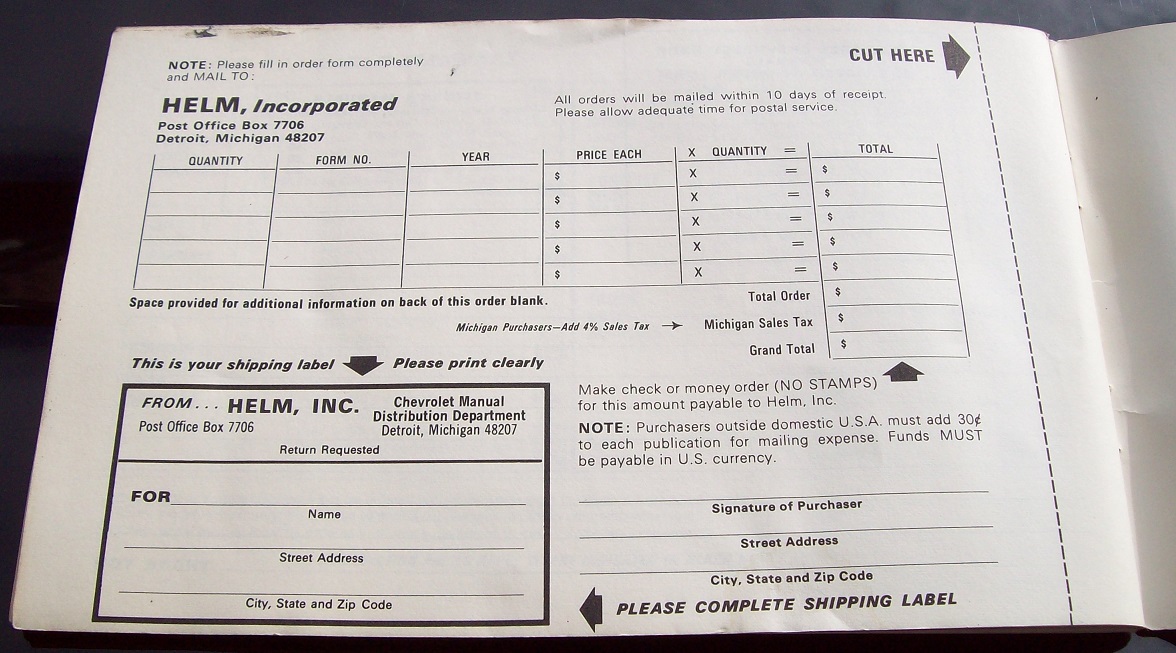 CUT HERE
NOTE: Please fill in order form completely
and MAIL TO:
HELM, Incorporated
Post Office Box 7706
Detroit, Michigan 48207
All orders will be mailed within 10 days of receipt.
Please allow adequate time for postal service.
QUANTITY FORM NO. YEAR PRICE EACH X QUANTITY = TOTAL
$ X = $
$ X = $
$ X = $
$ X = $
$ X = $
Space provided for additional information on back of this order blank.
Total Order $
Michigan Purchasers—Add 4% Sales Tax → Michigan Sales Tax $
Grand Total $
This is your shipping label Please print clearly
FROM... HELM, INC.
Post Office Box 7706
Chevrolet Manual
Distribution Department
Detroit, Michigan 48207
Return Requested
FOR
Name
Street Address
City, State and Zip Code
Make check or money order (NO STAMPS)
for this amount payable to Helm, Inc.
NOTE: Purchasers outside domestic U.S.A. must add 30¢
to each publication for mailing expense. Funds MUST
be payable in U.S. currency.
Signature of Purchaser
Street Address
City, State and Zip Code
PLEASE COMPLETE SHIPPING LABEL